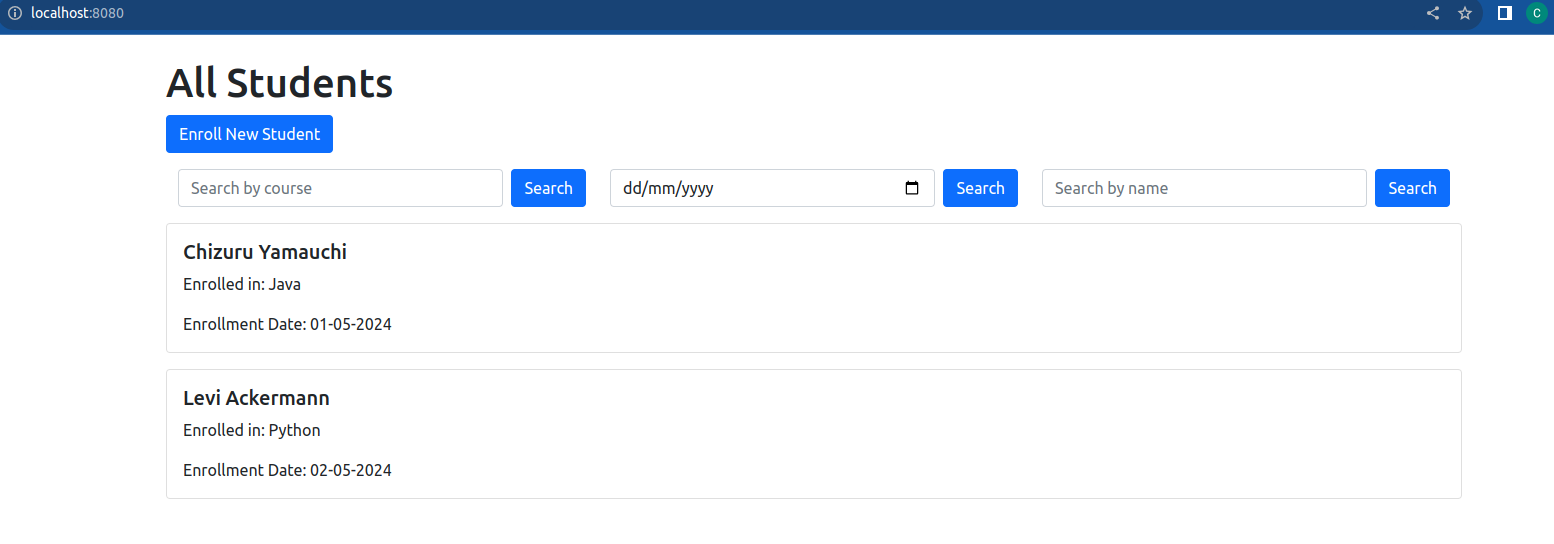 localhost:8080
C
All Students
Enroll New Student
Search by course Search dd/mm/yyyy Search Search by name Search
Chizuru Yamauchi
Enrolled in: Java
Enrollment Date: 01-05-2024
Levi Ackermann
Enrolled in: Python
Enrollment Date: 02-05-2024